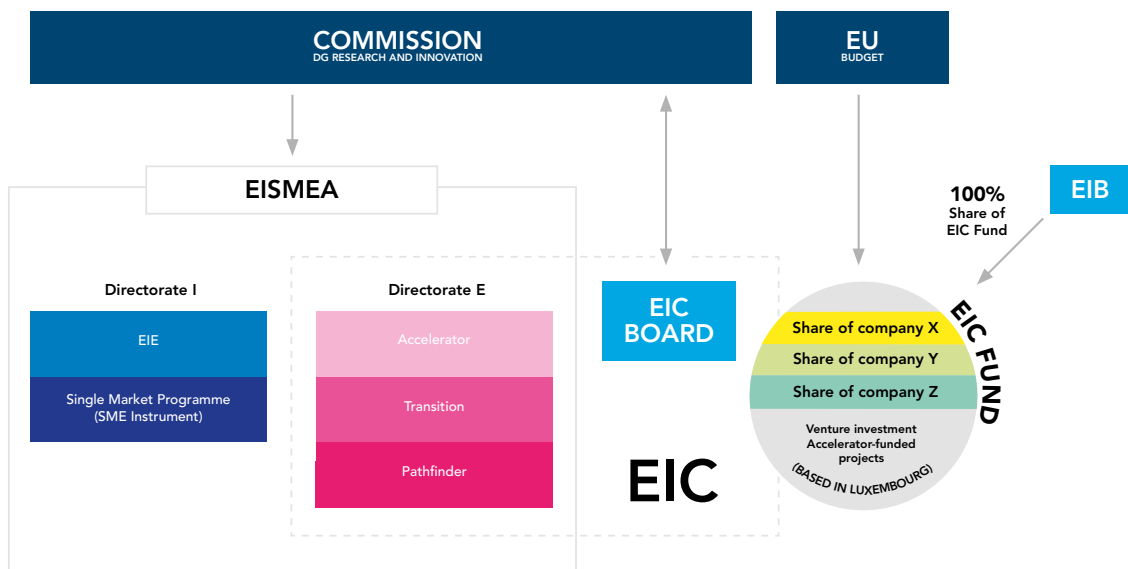 COMMISSION
DG RESEARCH AND INNOVATION
EU
BUDGET
EISMEA
100%
Share of
EIC Fund
EIB
Directorate I
EIE
Single Market Programme
(SME Instrument)
Directorate E
Accelerator
Transition
Pathfinder
EIC
BOARD
EIC
EIC FUND
Share of company X
Share of company Y
Share of company Z
Venture investment
Accelerator-funded
projects
(BASED IN LUXEMBOURG)